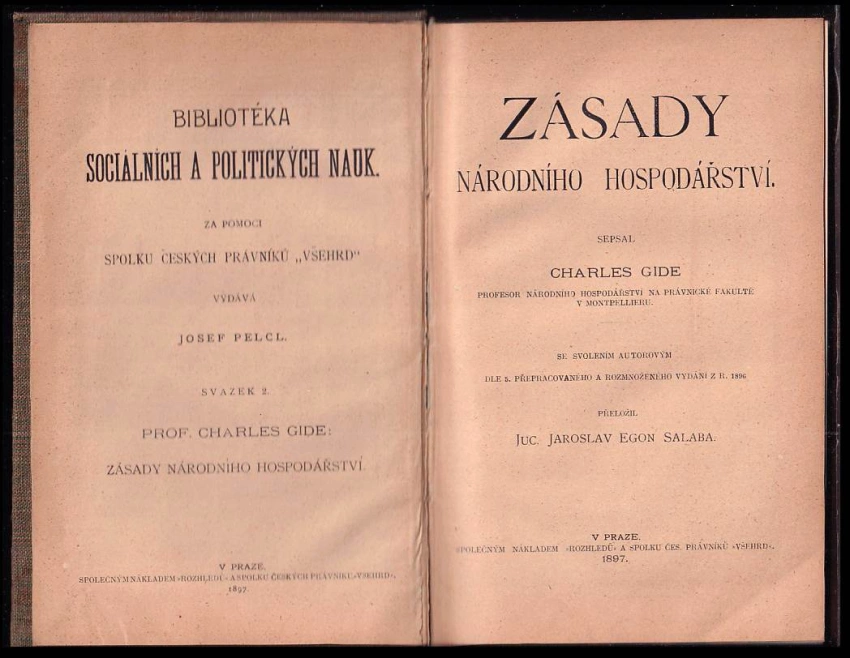 BIBLIOTÉKA
SOCIÁLNÍCH A POLITICKÝCH NAUK.
ZA POMOCI
SPOLKU ČESKÝCH PRÁVNÍKŮ „VŠEHRD“
VYDÁVÁ
JOSEF PELCL.
SVAZEK 2.
PROF. CHARLES GIDE:
ZÁSADY NÁRODNÍHO HOSPODÁŘSTVÍ.
V PRAZE.
SPOLEČNÝM NÁKLADEM »ROZHLEDŮ« A SPOLKU ČESKÝCH PRÁVNÍKŮ »VŠEHRD«,
1897.
ZÁSADY
NÁRODNÍHO HOSPODÁŘSTVÍ.
SEPSAL
CHARLES GIDE
PROFESOR NÁRODNÍHO HOSPODÁŘSTVÍ NA PRÁVNICKÉ FAKULTĚ
V MONTPELLIERU.
SE SVOLENÍM AUTOROVÝM
DLE 5. PŘEPRACOVANÉHO A ROZMNOŽENÉHO VYDÁNÍ Z R. 1896
PŘELOŽIL
JUC. JAROSLAV EGON SALABA.
V PRAZE.
SPOLEČNÝM NÁKLADEM »ROZHLEDŮ« A SPOLKU ČES. PRÁVNÍKŮ »VŠEHRD«,
1897.